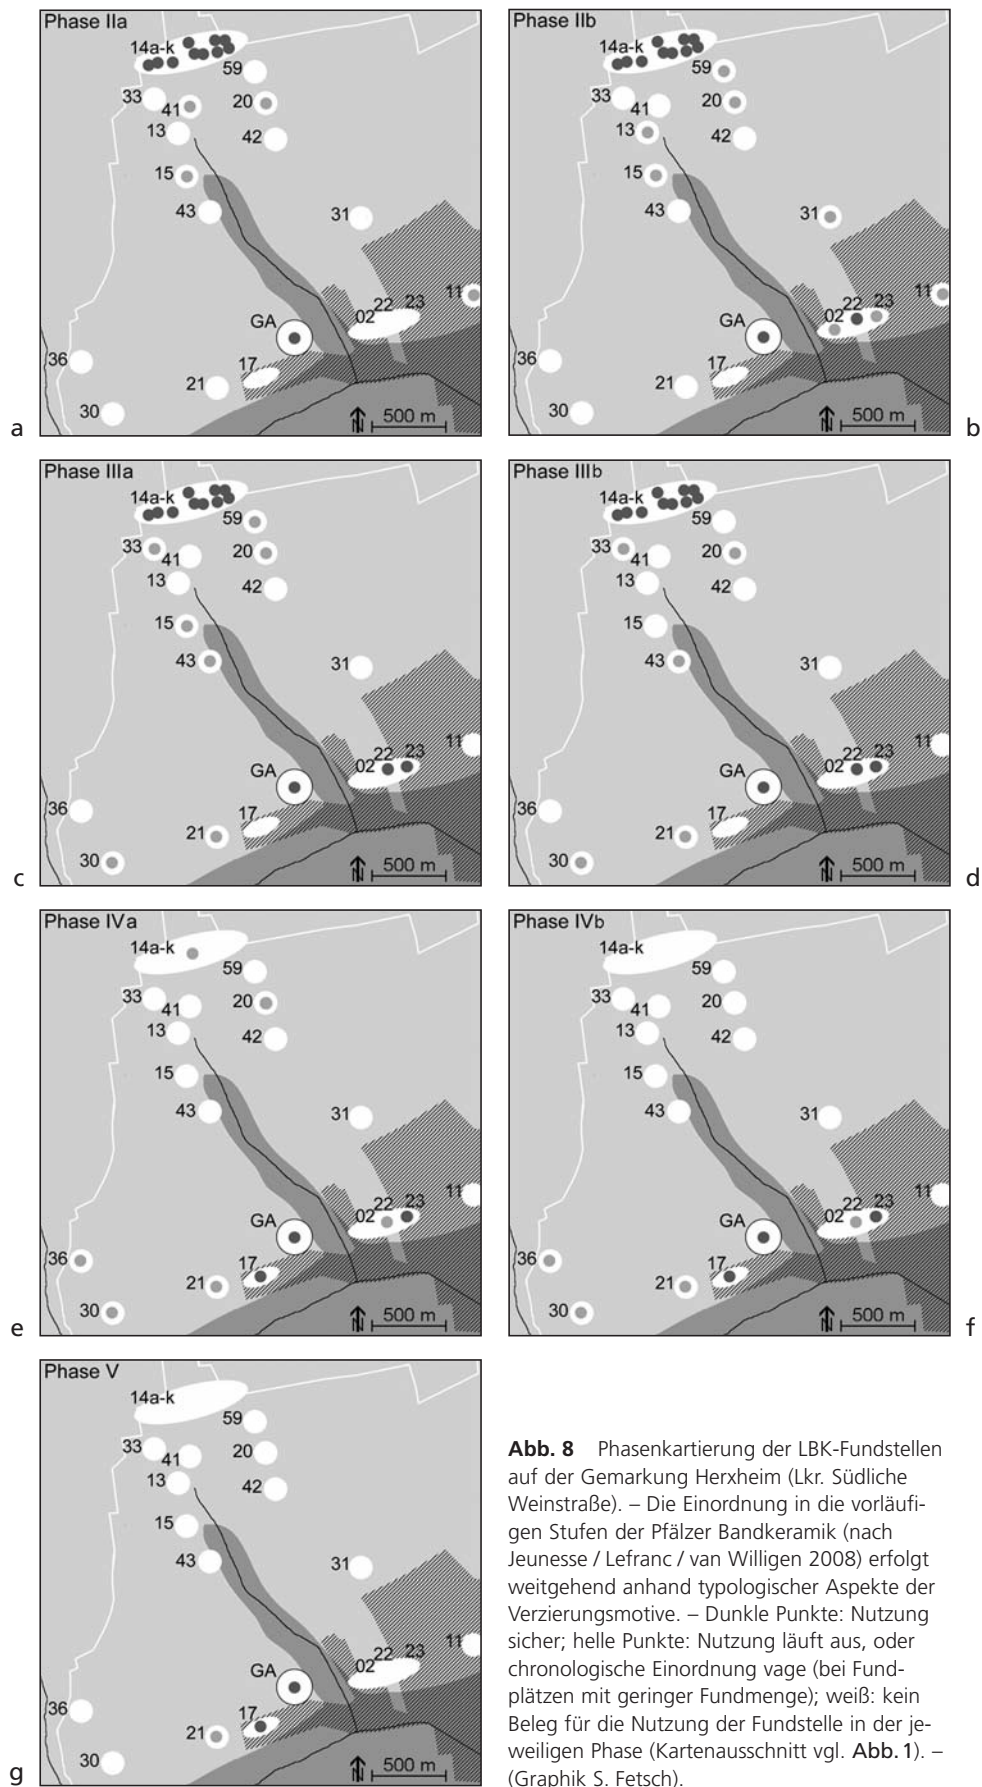 Phase IIa
14a-k
59
33
41
20
13
42
15
43
31
11
22 23
02
GA
17
36
21
30
N 500 m
a
Phase IIb
14a-k
59
33
41
20
13
42
15
43
31
11
22 23
02
GA
17
36
21
30
N 500 m
b
Phase IIIa
14a-k
59
33
41
20
13
42
15
43
31
11
22 23
02
GA
17
36
21
30
N 500 m
c
Phase IIIb
14a-k
59
33
41
20
13
42
15
43
31
11
22 23
02
GA
17
36
21
30
N 500 m
d
Phase IVa
14a-k
59
33
41
20
13
42
15
43
31
11
22 23
02
GA
17
36
21
30
N 500 m
e
Phase IVb
14a-k
59
33
41
20
13
42
15
43
31
11
22 23
02
GA
17
36
21
30
N 500 m
f
Phase V
14a-k
59
33
41
20
13
42
15
43
31
11
22 23
02
GA
17
36
21
30
N 500 m
g
Abb. 8 Phasenkartierung der LBK-Fundstellen
auf der Gemarkung Herxheim (Lkr. Südliche
Weinstraße). – Die Einordnung in die vorläufi-
gen Stufen der Pfälzer Bandkeramik (nach
Jeunesse / Lefranc / van Willigen 2008) erfolgt
weitgehend anhand typologischer Aspekte der
Verzierungsmotive. – Dunkle Punkte: Nutzung
sicher; helle Punkte: Nutzung läuft aus, oder
chronologische Einordnung vage (bei Fund-
plätzen mit geringer Fundmenge); weiß: kein
Beleg für die Nutzung der Fundstelle in der je-
weiligen Phase (Kartenausschnitt vgl. Abb. 1). –
(Graphik S. Fetsch).